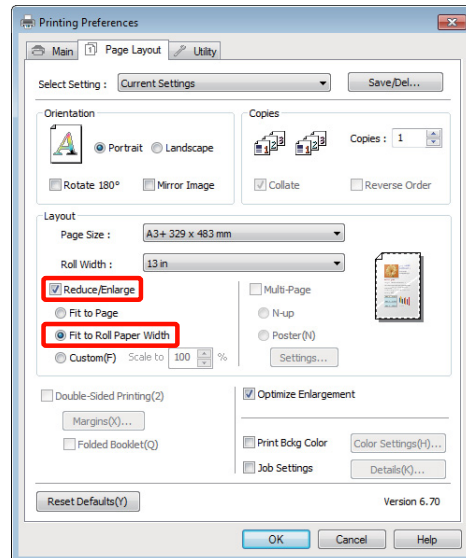 Printing Preferences
Main Page Layout Utility
Select Setting : Current Settings Save/Del...
Orientation
Portrait Landscape
Rotate 180° Mirror Image
Copies
Copies : 1
Collate Reverse Order
Layout
Page Size : A3+ 329 x 483 mm
Roll Width : 13 in
Reduce/Enlarge
Fit to Page
Fit to Roll Paper Width
Custom(F) Scale to 100 %
Multi-Page
N-up
Poster(N)
Settings...
Double-Sided Printing(2)
Margins(X)...
Folded Booklet(Q)
Optimize Enlargement
Print Bckg Color Color Settings(H)...
Job Settings Details(K)...
Reset Defaults(Y) Version 6.70
OK Cancel Help